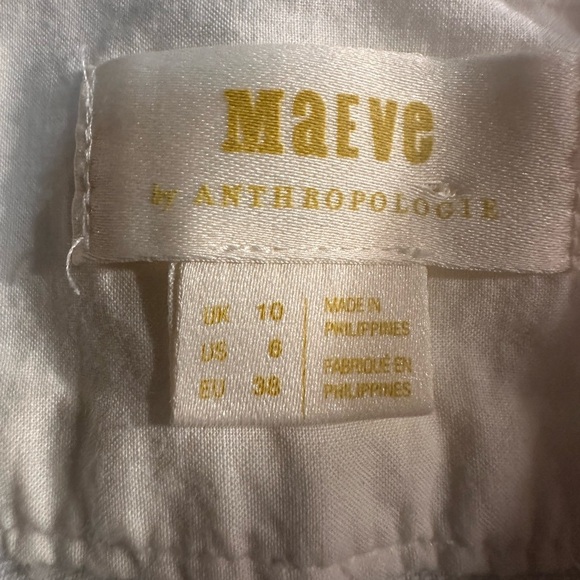 Maeve
by ANTHROPOLOGIE
UK 10
US 6
EU 38
MADE IN
PHILIPPINES
FABRIQUÉ EN
PHILIPPINES